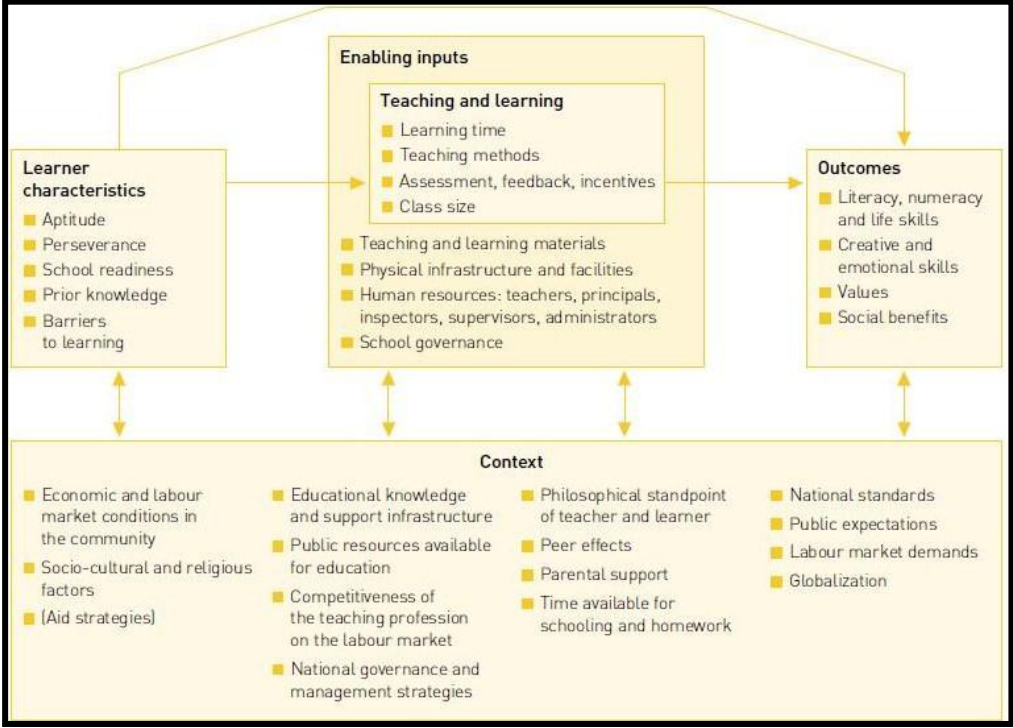 Enabling inputs
Teaching and learning
Learning time
Teaching methods
Assessment, feedback, incentives
Class size
Teaching and learning materials
Physical infrastructure and facilities
Human resources: teachers, principals,
inspectors, supervisors, administrators
School governance
Learner
characteristics
Aptitude
Perseverance
School readiness
Prior knowledge
Barriers
to learning
Outcomes
Literacy, numeracy
and life skills
Creative and
emotional skills
Values
Social benefits
Context
Economic and labour
market conditions in
the community
Socio-cultural and religious
factors
(Aid strategies)
Educational knowledge
and support infrastructure
Public resources available
for education
Competitiveness of
the teaching profession
on the labour market
National governance and
management strategies
Philosophical standpoint
of teacher and learner
Peer effects
Parental support
Time available for
schooling and homework
National standards
Public expectations
Labour market demands
Globalization